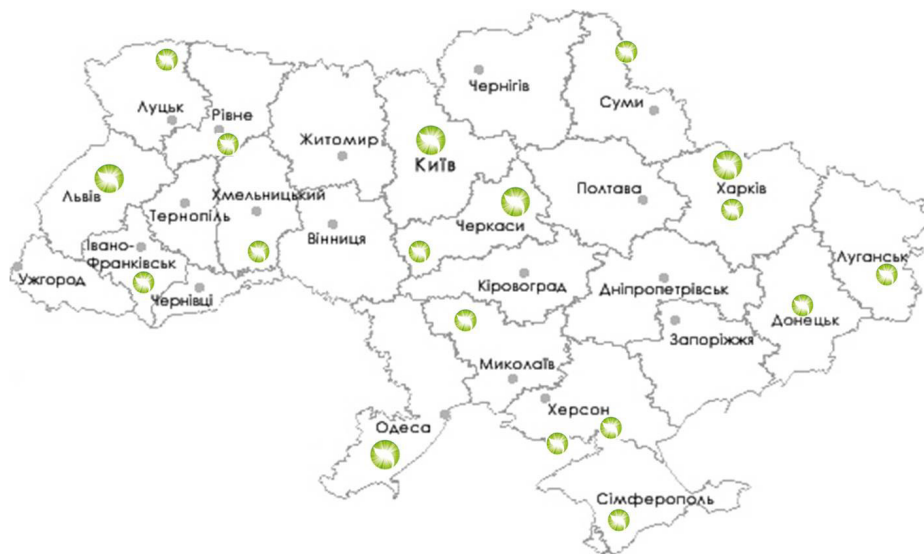 Чернігів
Луцьк
Рівне
Суми
Житомир
Київ
Львів
Хмельницький
Тернопіль
Полтава
Харків
Черкаси
Вінниця
Івано-
Франківськ
Ужгород
Чернівці
Кіровоград
Дніпропетрівськ
Луганськ
Донецьк
Запоріжжя
Миколаїв
Херсон
Одеса
Сімферополь